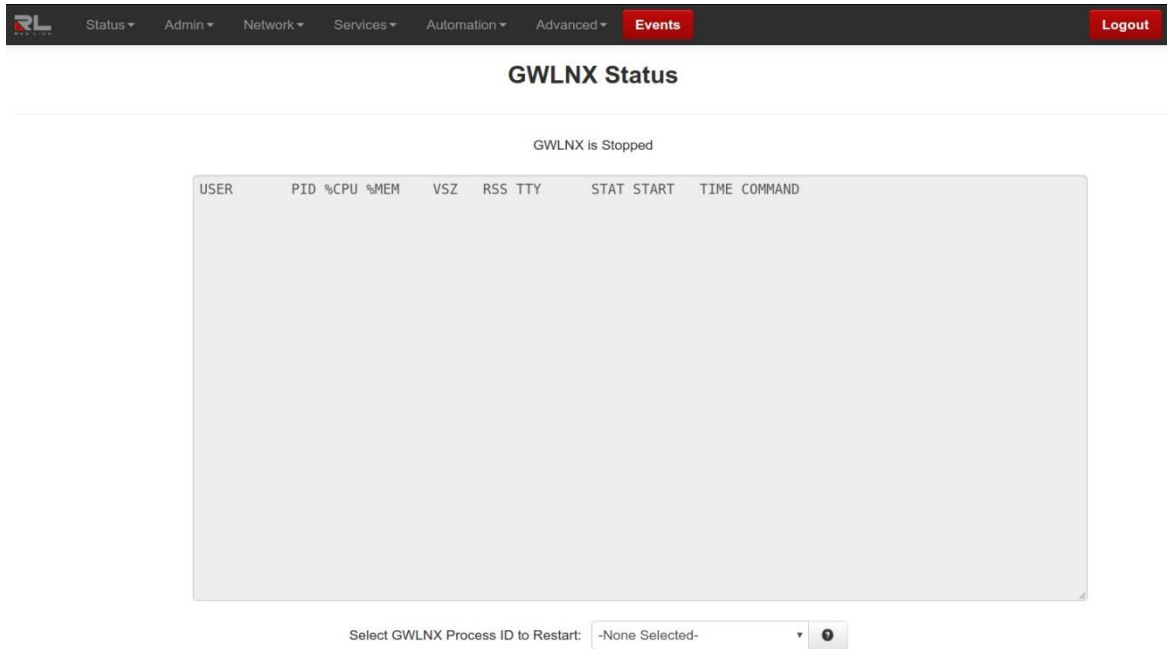 RL
Status Admin Network Services Automation Advanced Events Logout
GWLNX Status
GWLNX is Stopped
USER PID %CPU %MEM VSZ RSS TTY STAT START TIME COMMAND
Select GWLNX Process ID to Restart: -None Selected- ?